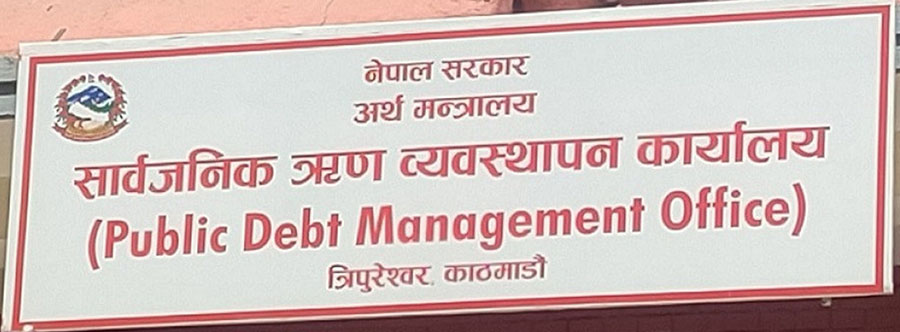 नेपाल सरकार
अर्थ मन्त्रालय
सार्वजनिक ऋण व्यवस्थापन कार्यालय
(Public Debt Management Office)
त्रिपुरेश्वर, काठमाडौं